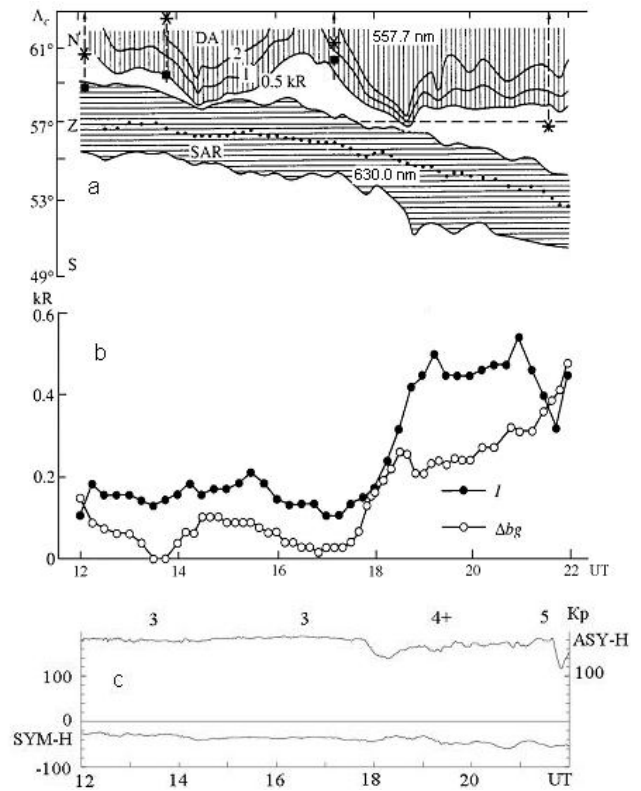 Λc
61°
N
DA
2
1
0.5 kR
557.7 nm
57°
Z
SAR
630.0 nm
a
53°
S
49°
kR
0.6
b
0.4
0.2
I
Δbg
0
12
14
16
18
20
22
UT
3
3
4+
5
Kp
ASY-H
100
100
c
0
SYM-H
-100
12
14
16
18
20
UT